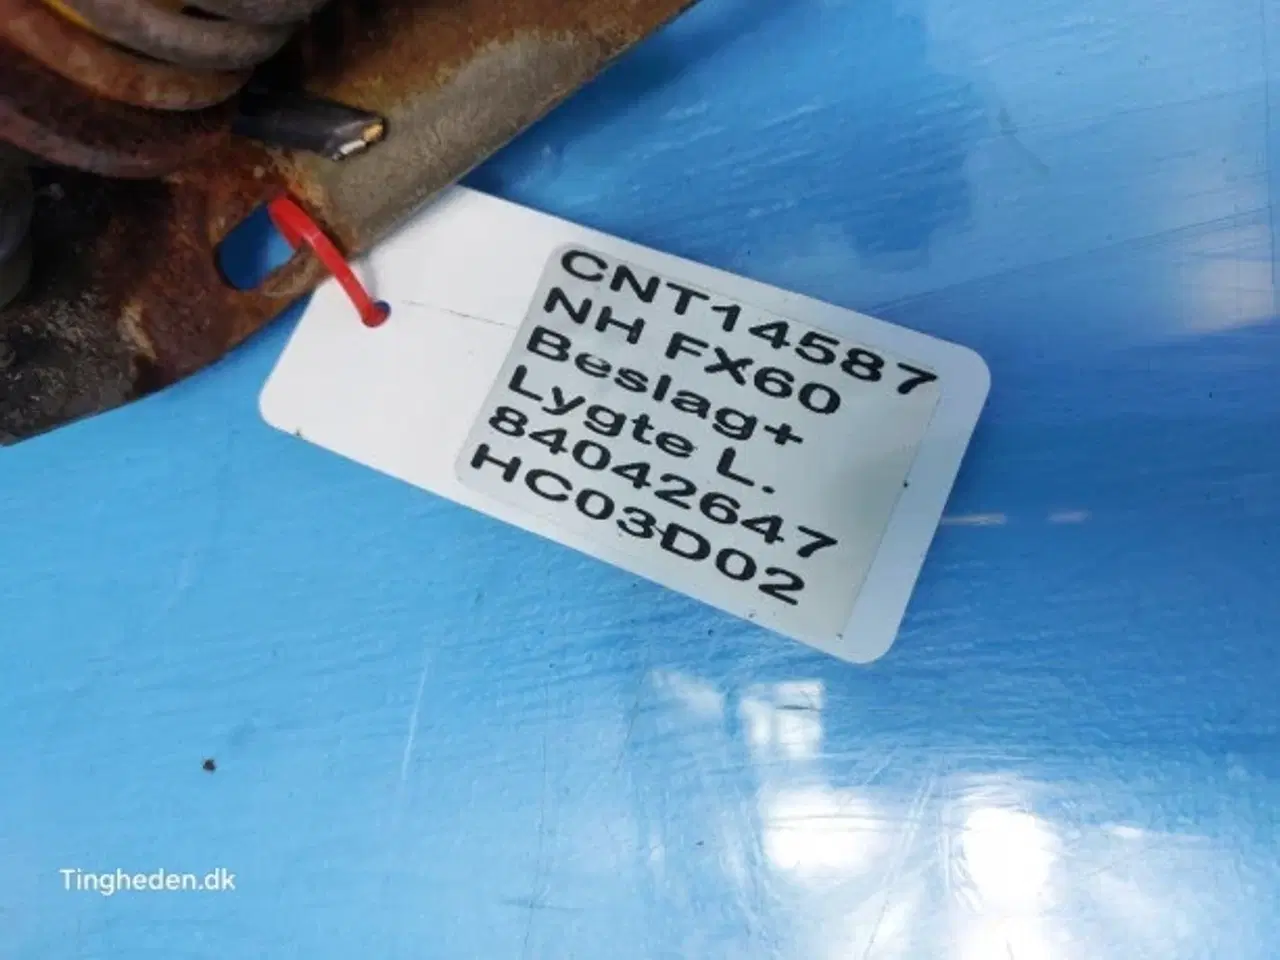 CNT14587
NH FX60
Beslag+
Lygte L.
84042647
HC03D02
Tingheden.dk